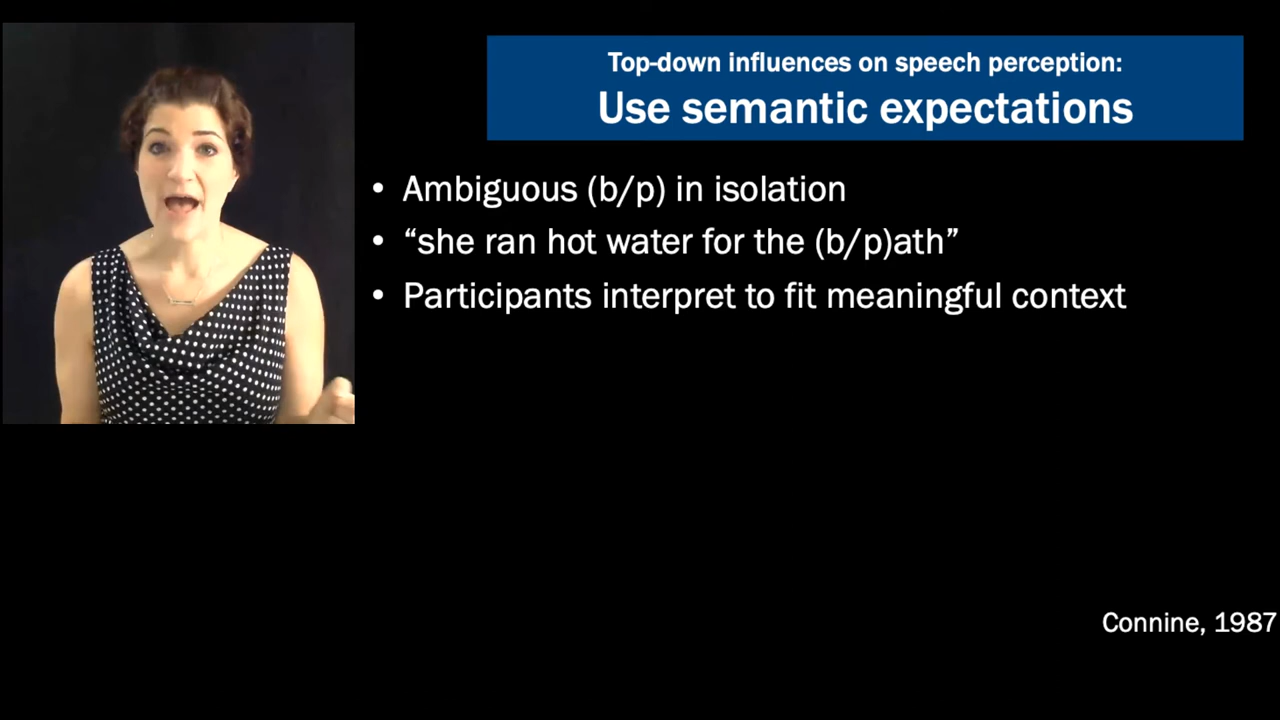 Top-down influences on speech perception:
Use semantic expectations
• Ambiguous (b/p) in isolation
• “she ran hot water for the (b/p)ath”
• Participants interpret to fit meaningful context
Connine, 1987